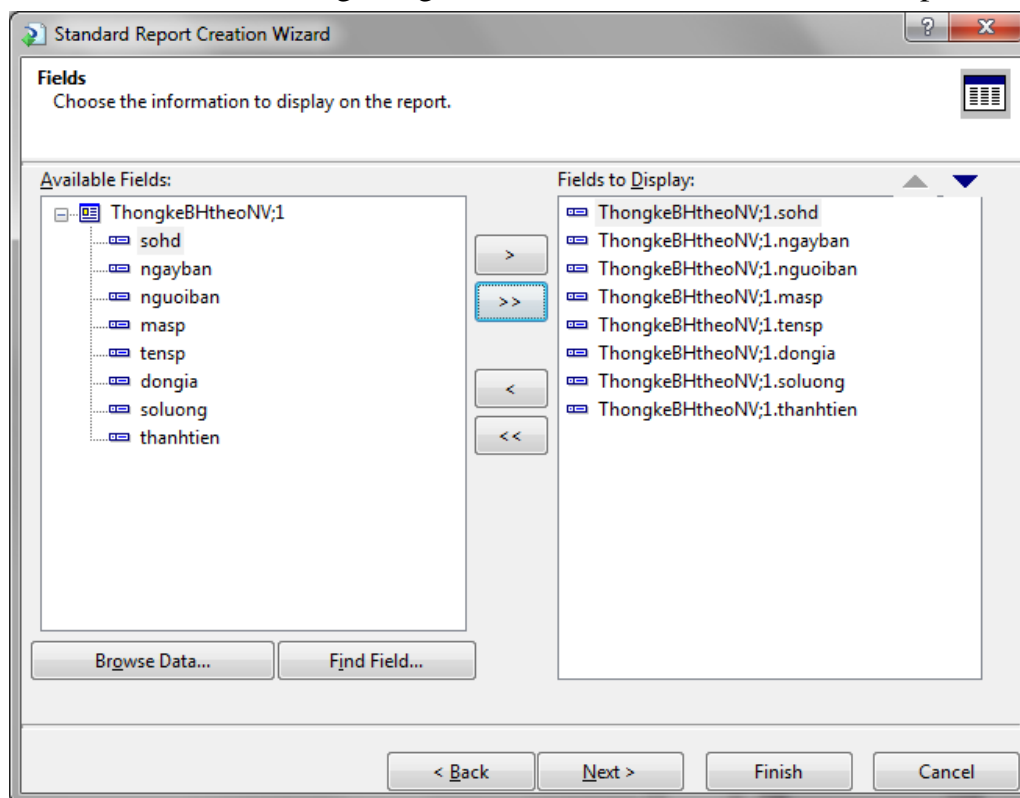 Standard Report Creation Wizard
Fields
Choose the information to display on the report.
Available Fields:
ThongkeBHtheoNV;1
sohd
ngayban
nguoiban
masp
tensp
dongia
soluong
thanhtien
>
>>
<
<<
Fields to Display:
ThongkeBHtheoNV;1.sohd
ThongkeBHtheoNV;1.ngayban
ThongkeBHtheoNV;1.nguoiban
ThongkeBHtheoNV;1.masp
ThongkeBHtheoNV;1.tensp
ThongkeBHtheoNV;1.dongia
ThongkeBHtheoNV;1.soluong
ThongkeBHtheoNV;1.thanhtien
Browse Data... Find Field...
< Back Next > Finish Cancel